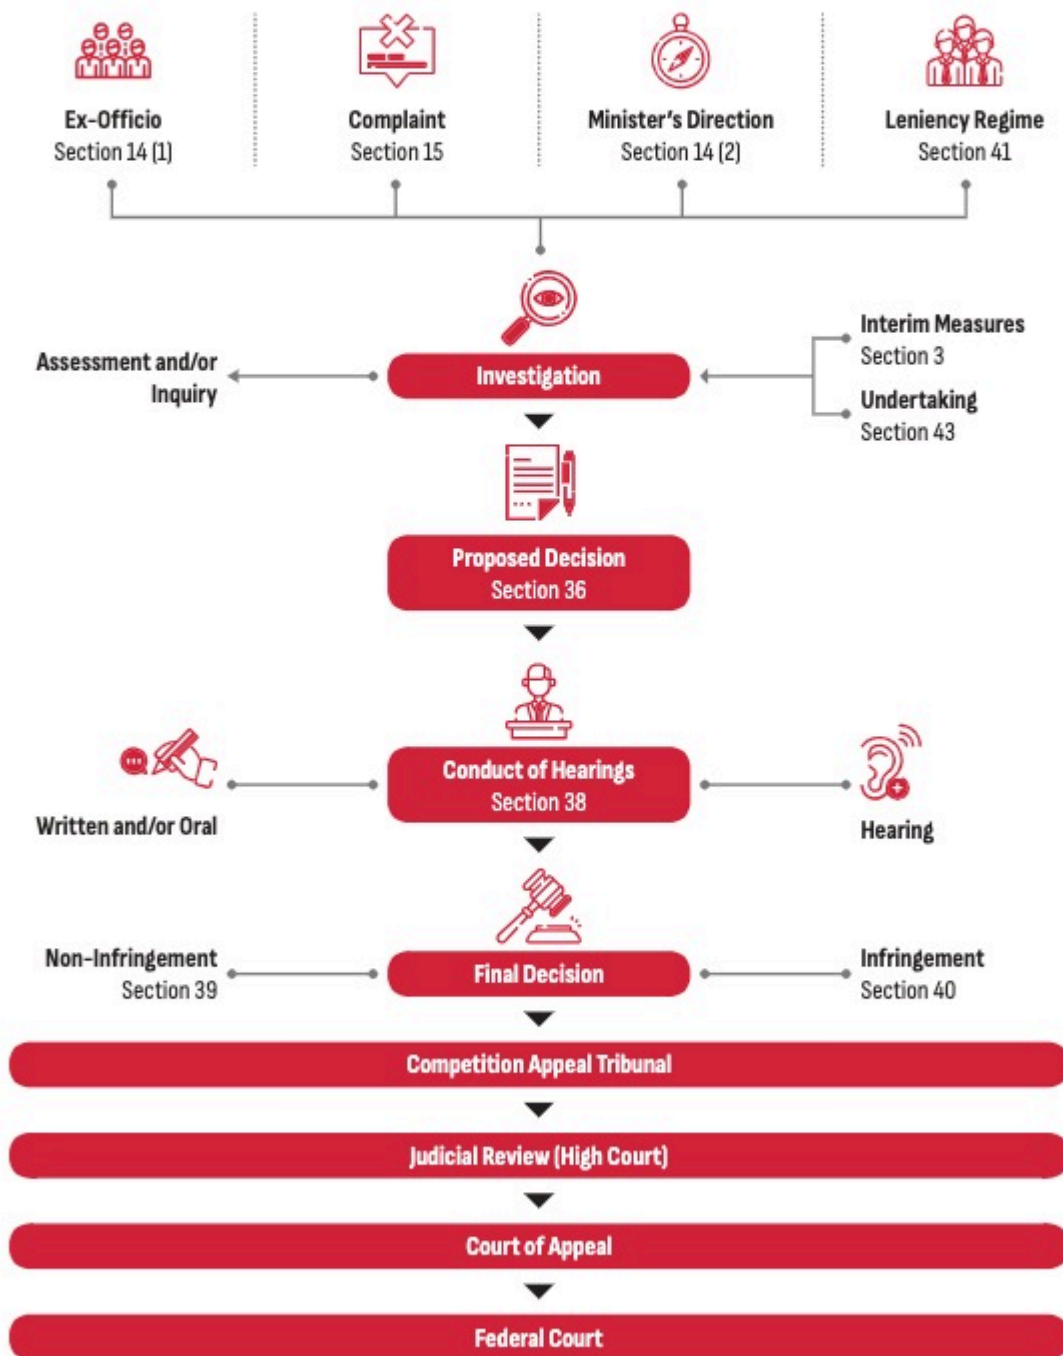 Ex-Officio
Section 14 (1)
Complaint
Section 15
Minister's Direction
Section 14 (2)
Leniency Regime
Section 41
Assessment and/or
Inquiry
Investigation
Interim Measures
Section 3
Undertaking
Section 43
Proposed Decision
Section 36
Written and/or Oral
Conduct of Hearings
Section 38
Hearing
Non-Infringement
Section 39
Final Decision
Infringement
Section 40
Competition Appeal Tribunal
Judicial Review (High Court)
Court of Appeal
Federal Court